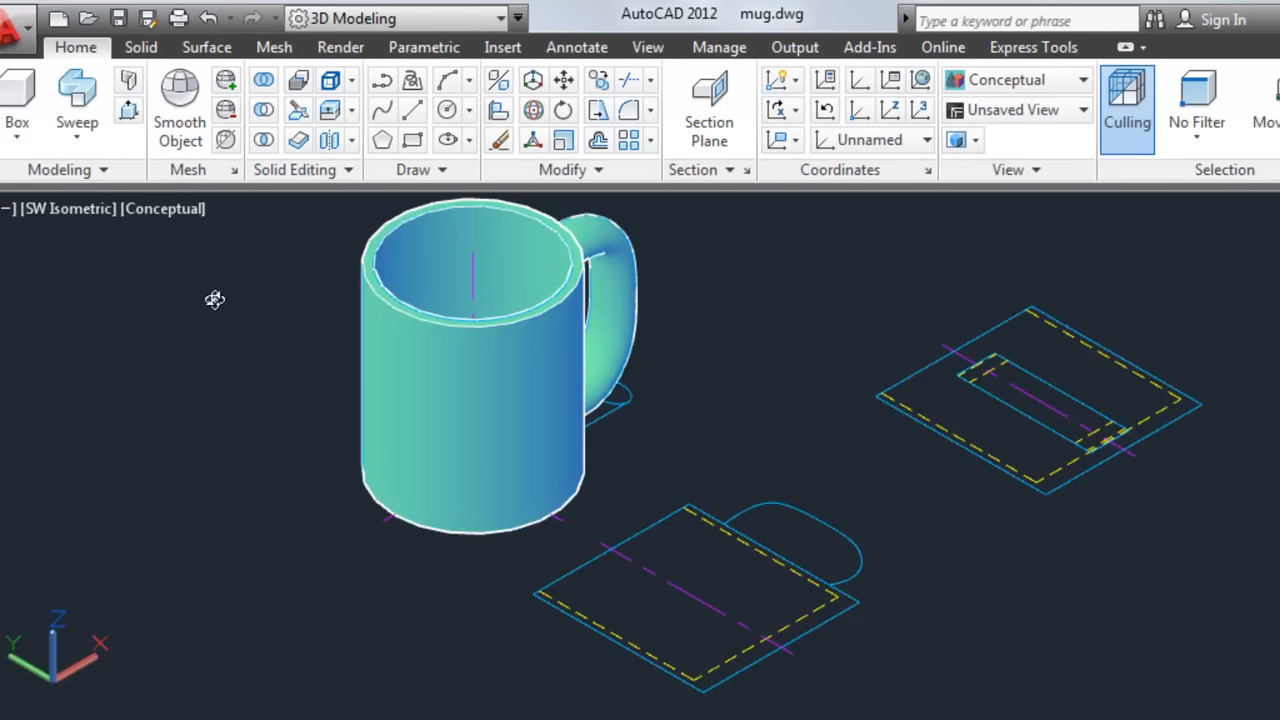 3D Modeling
AutoCAD 2012 mug.dwg
Type a keyword or phrase
Sign In
Home Solid Surface Mesh Render Parametric Insert Annotate View Manage Output Add-Ins Online Express Tools
Box
Sweep
Smooth
Object
Section
Plane
Unnamed
Conceptual
Unsaved View
Culling
No Filter
Modeling
Mesh
Solid Editing
Draw
Modify
Section
Coordinates
View
Selection
–] [SW Isometric] [Conceptual]
Z
Y
X